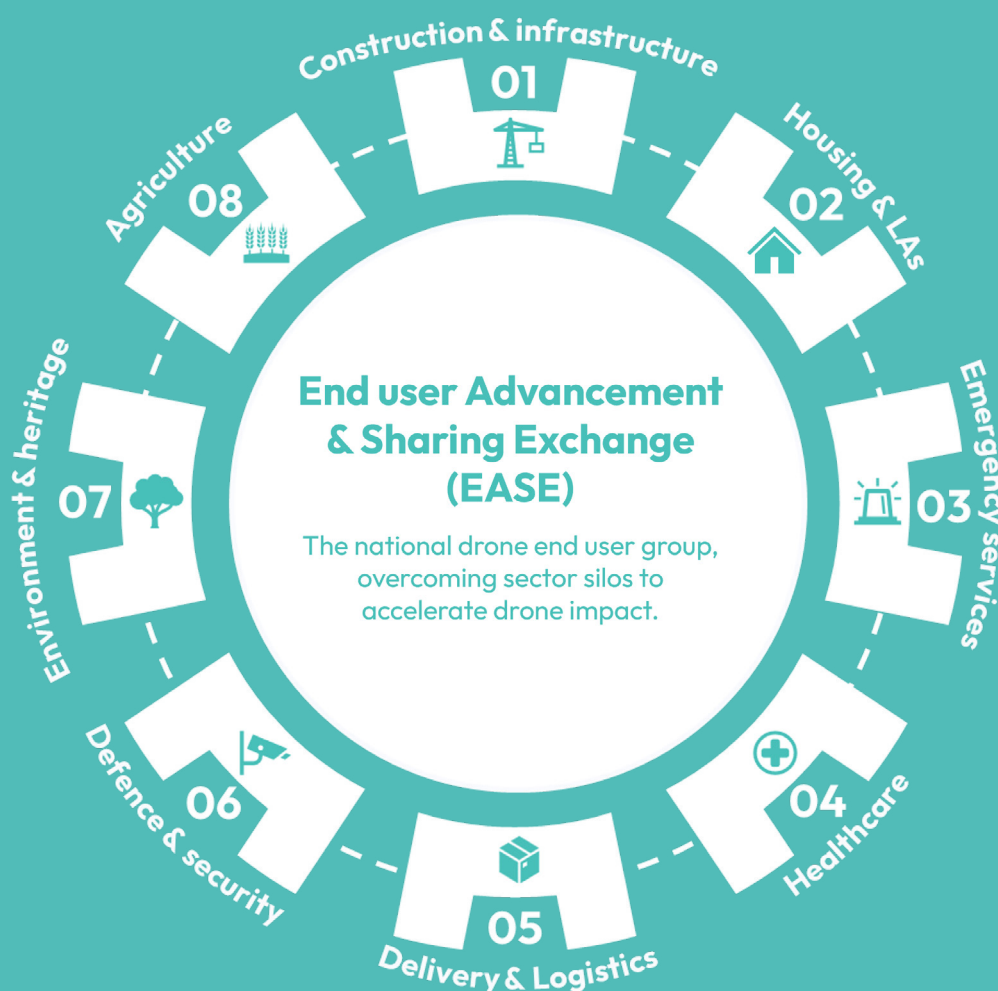 Construction & infrastructure
01
Housing & LAs
02
Emergency services
03
Healthcare
04
Delivery & Logistics
05
Defence & security
06
Environment & heritage
07
Agriculture
08
End user Advancement
& Sharing Exchange
(EASE)
The national drone end user group,
overcoming sector silos to
accelerate drone impact.